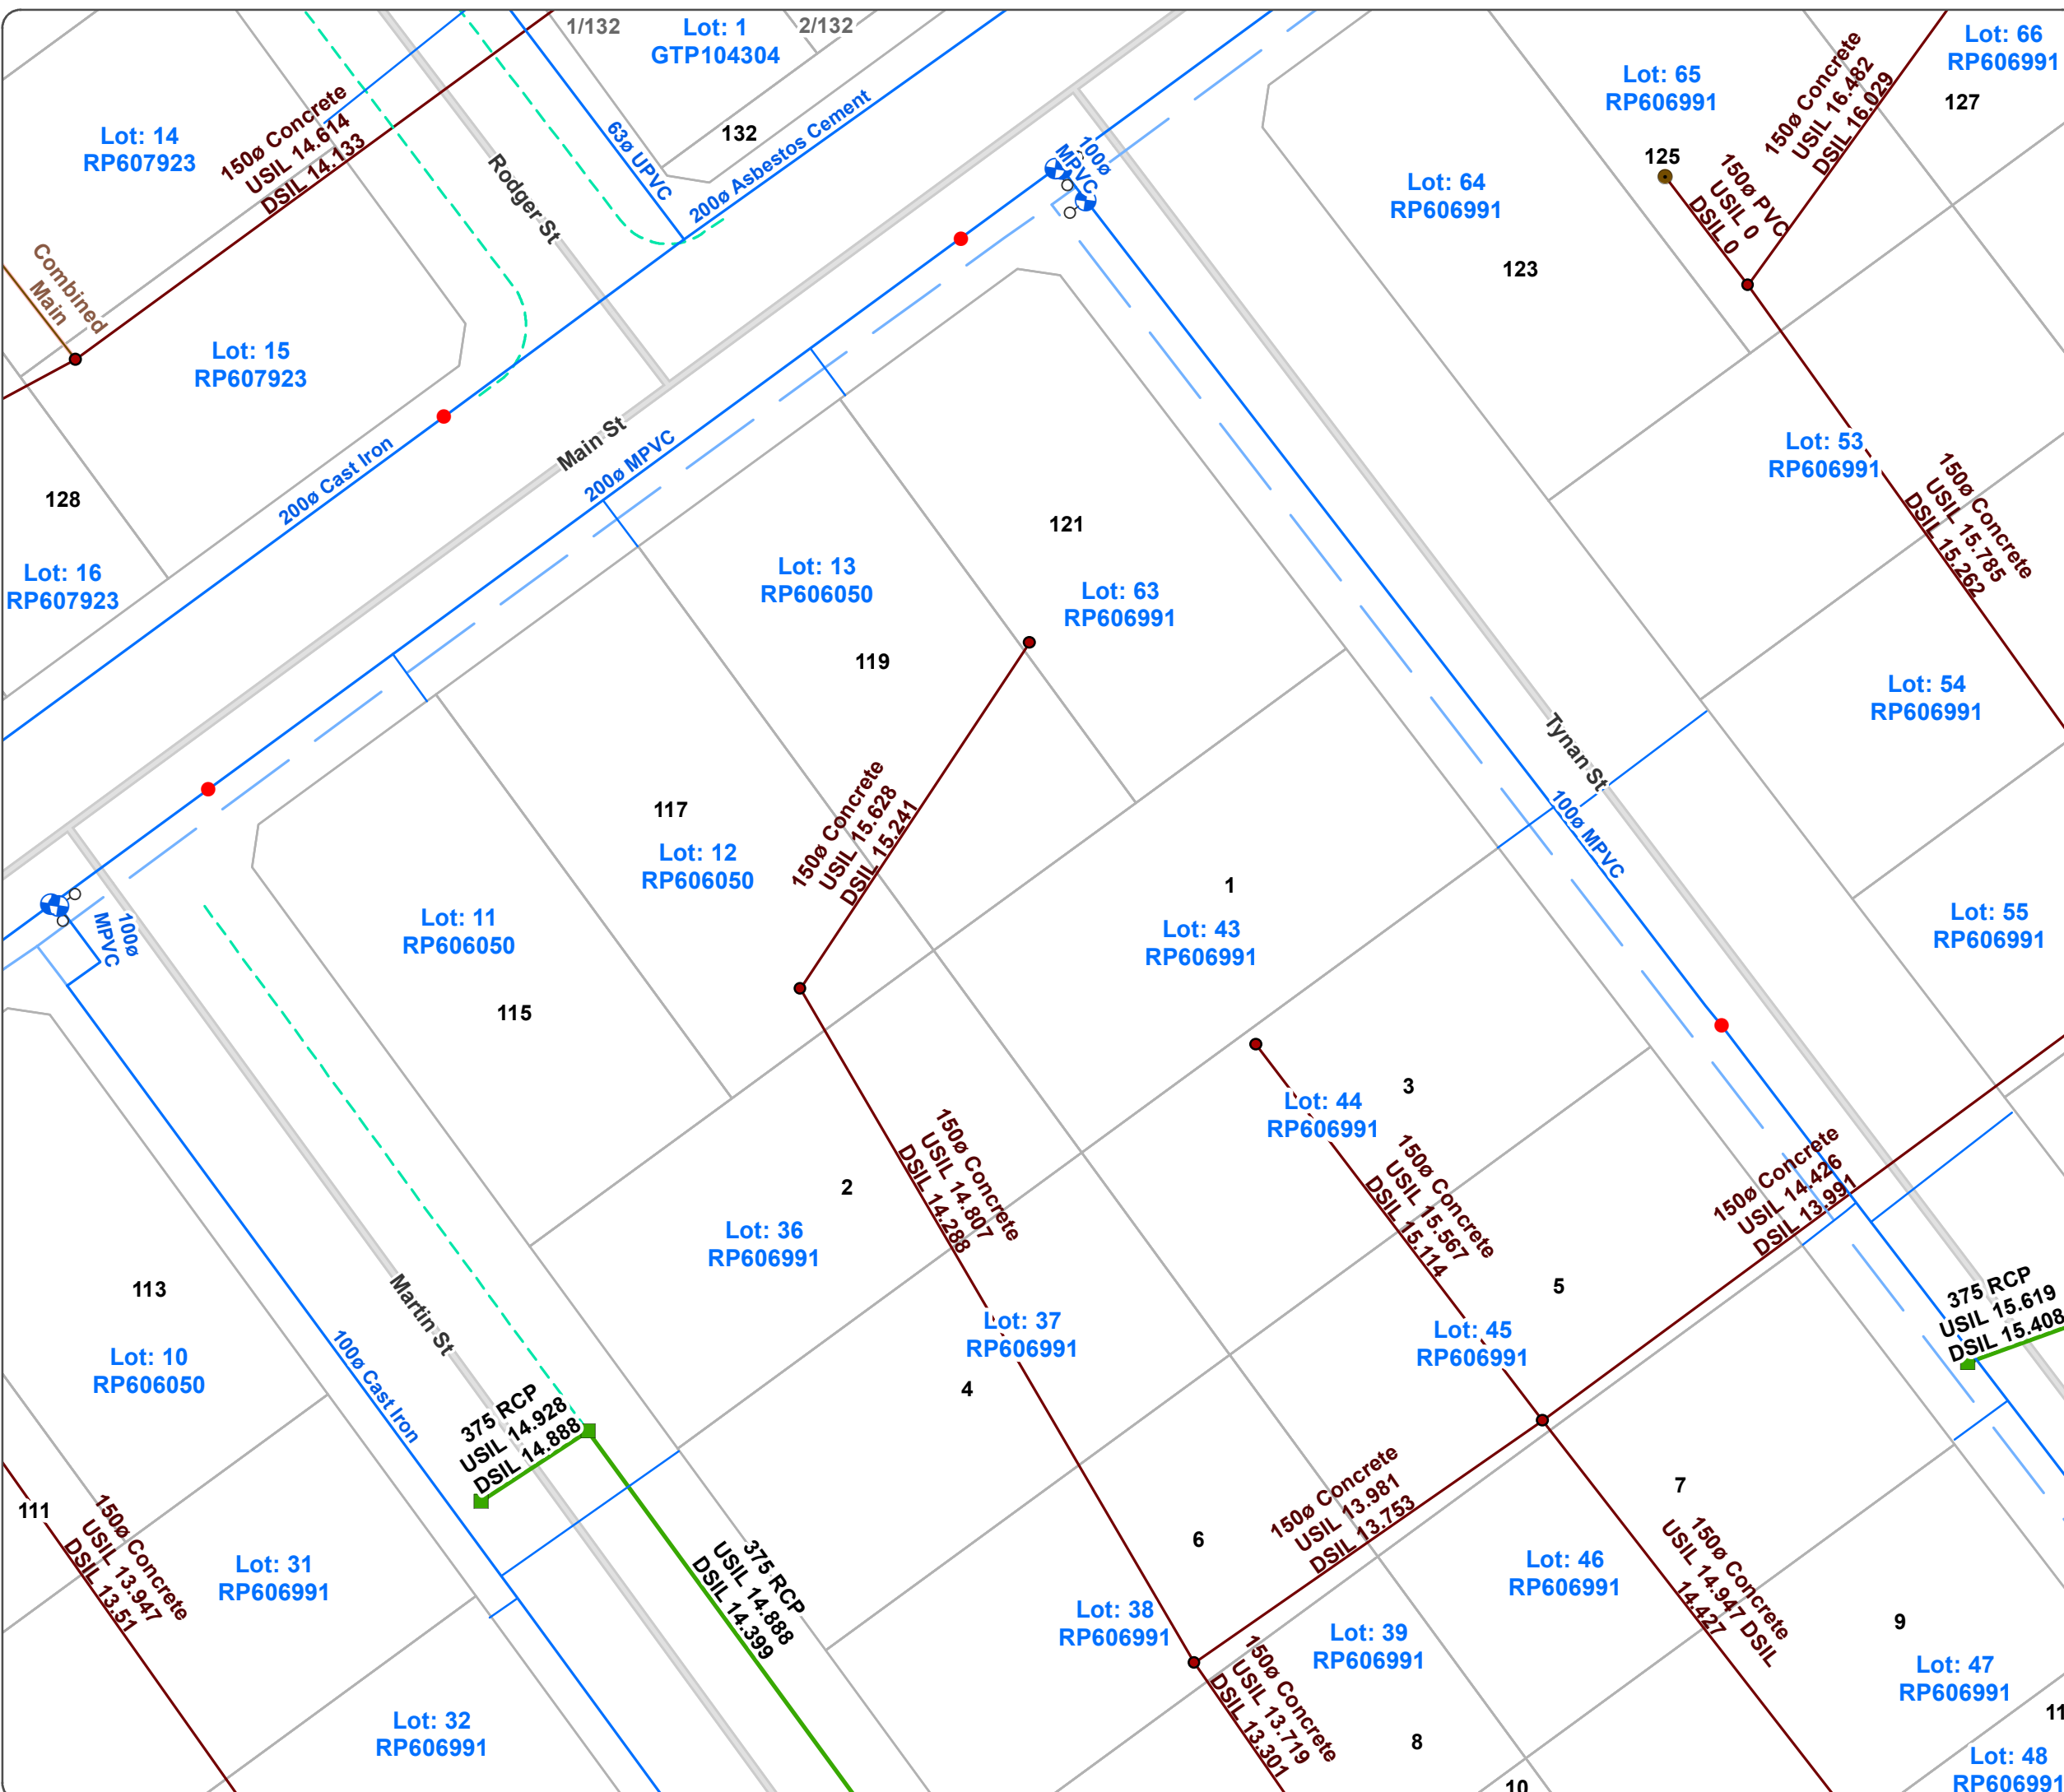 1/132
2/132
Lot: 1
GTP104304
132
Lot: 14
RP607923
150ø Concrete
USIL 14.614
DSIL 14.133
Rodger St
63ø UPVC
200ø Asbestos Cement
100ø
MPVC
Lot: 65
RP606991
125
150ø Concrete
USIL 16.482
DSIL 16.029
Lot: 66
RP606991
127
150ø PVC
USIL 0
DSIL 0
Lot: 64
RP606991
123
Combined
Main
Lot: 15
RP607923
128
200ø Cast Iron
Main St
200ø MPVC
Lot: 16
RP607923
Lot: 13
RP606050
119
121
Lot: 63
RP606991
Lot: 53
RP606991
150ø Concrete
USIL 15.785
DSIL 15.262
Lot: 54
RP606991
Tynan St
100ø MPVC
117
Lot: 12
RP606050
150ø Concrete
USIL 15.628
DSIL 15.241
100ø
MPVC
Lot: 11
RP606050
115
1
Lot: 43
RP606991
Lot: 55
RP606991
3
Lot: 44
RP606991
150ø Concrete
USIL 14.807
DSIL 14.288
150ø Concrete
USIL 15.567
DSIL 15.114
150ø Concrete
USIL 14.426
DSIL 13.991
2
Lot: 36
RP606991
113
Lot: 10
RP606050
Martin St
100ø Cast Iron
Lot: 37
RP606991
4
5
Lot: 45
RP606991
375 RCP
USIL 15.619
DSIL 15.408
375 RCP
USIL 14.928
DSIL 14.888
111
150ø Concrete
USIL 13.947
DSIL 13.51
Lot: 31
RP606991
375 RCP
USIL 14.888
DSIL 14.399
6
150ø Concrete
USIL 13.981
DSIL 13.753
7
Lot: 46
RP606991
150ø Concrete
USIL 14.947 DSIL
14.427
Lot: 38
RP606991
Lot: 39
RP606991
9
Lot: 47
RP606991
150ø Concrete
USIL 13.719
DSIL 13.301
Lot: 32
RP606991
8
11
10
Lot: 48
RP606991